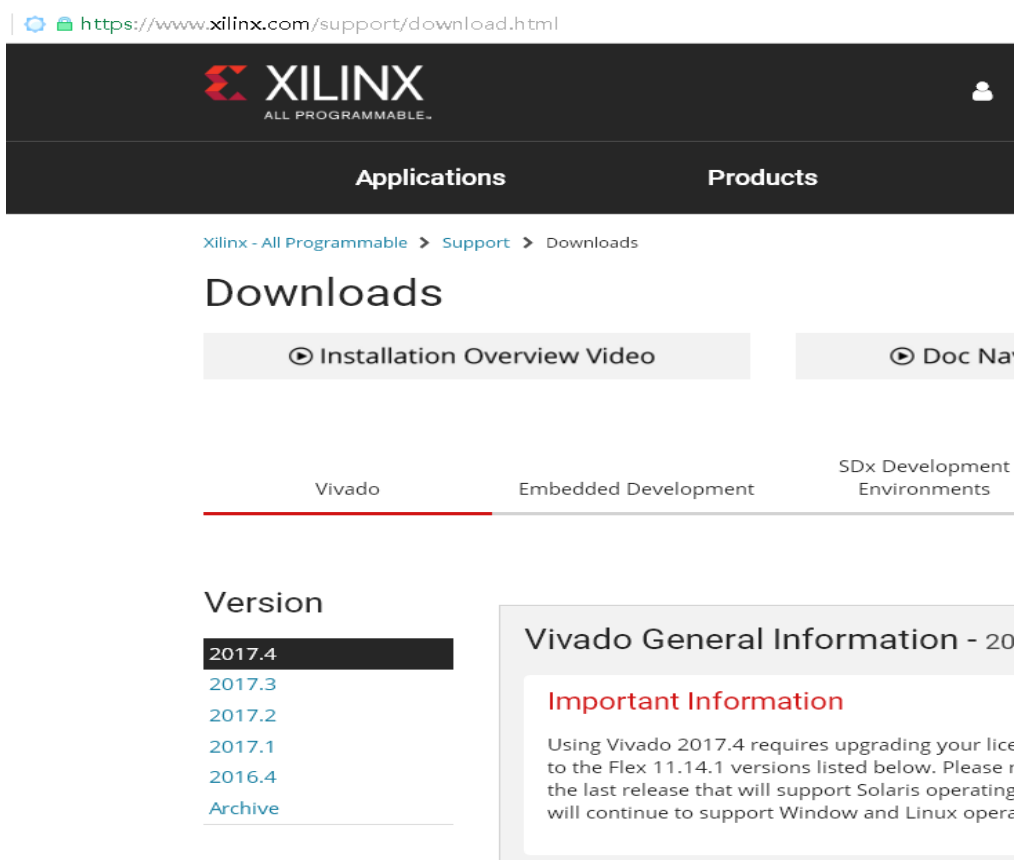 https://www.xilinx.com/support/download.html
XILINX
ALL PROGRAMMABLE™
Applications Products
Xilinx - All Programmable > Support > Downloads
Downloads
Installation Overview Video Doc Na
SDx Development
Vivado Embedded Development Environments
Version
Vivado General Information - 20
2017.4
2017.3
Important Information
2017.2
2017.1
Using Vivado 2017.4 requires upgrading your lice
to the Flex 11.14.1 versions listed below. Please
2016.4
the last release that will support Solaris operating
Archive
will continue to support Window and Linux opera